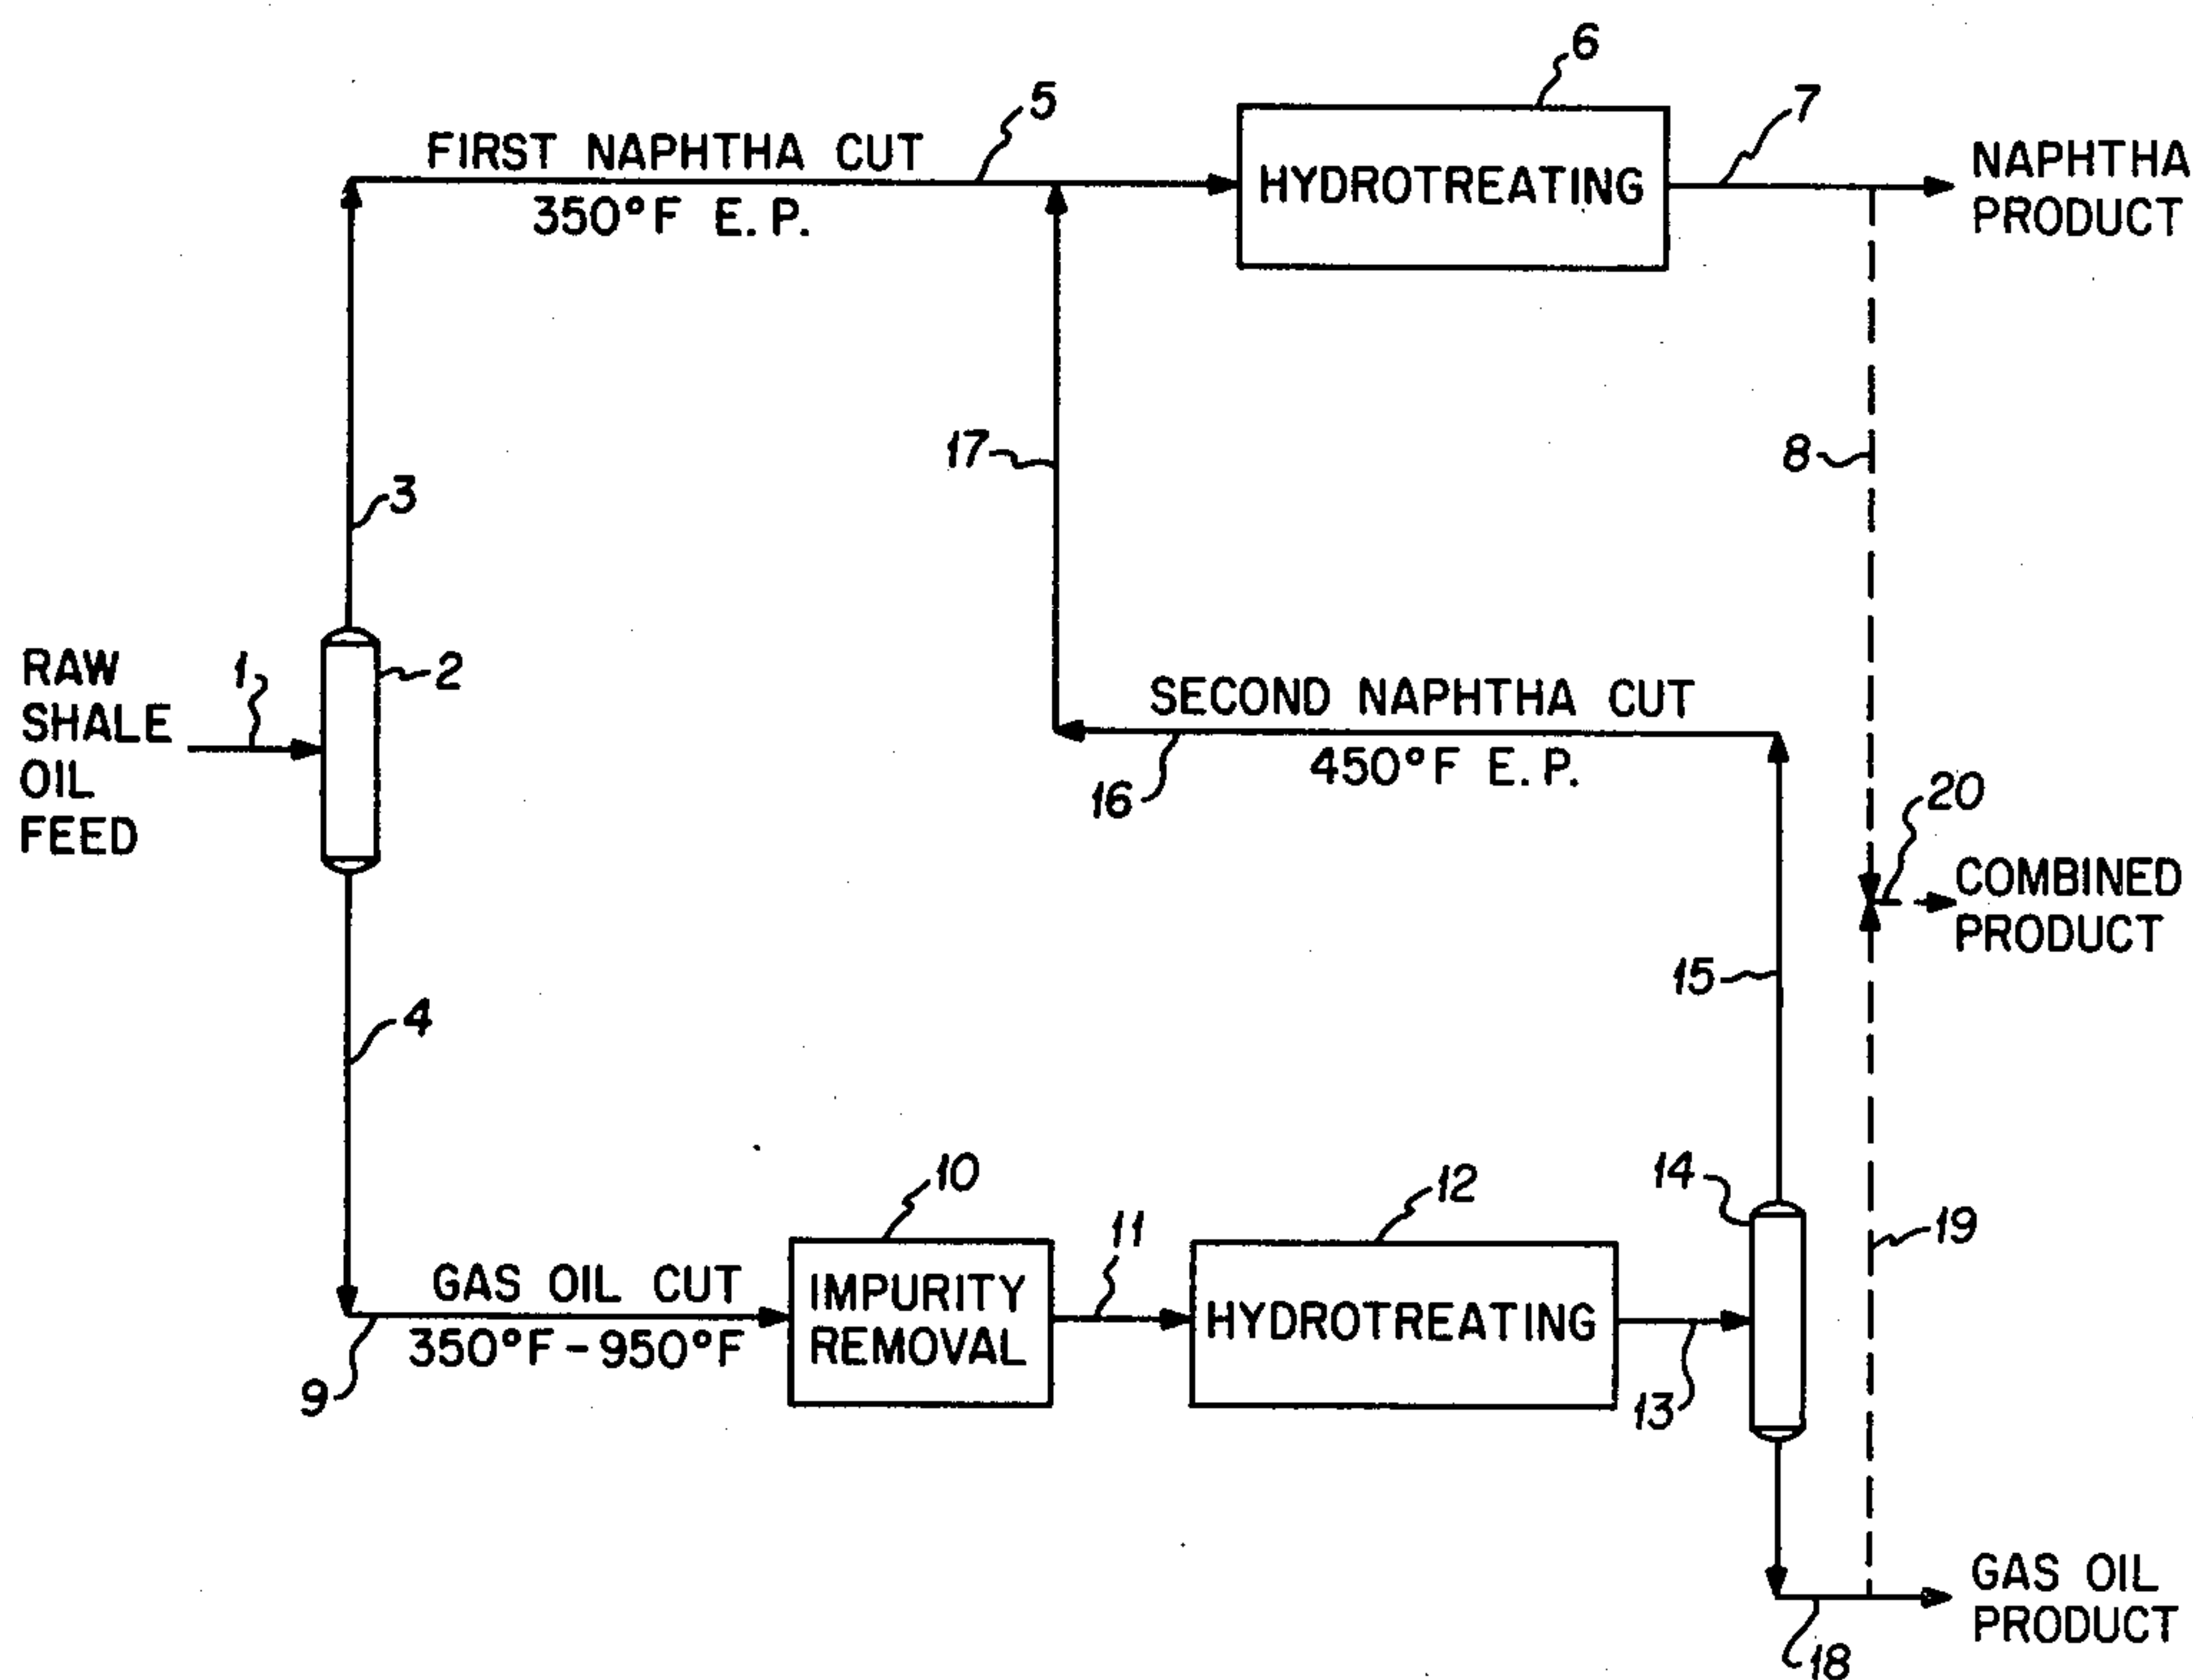 6
5
7
FIRST NAPHTHA CUT
350°F E.P.
HYDROTREATING
NAPHTHA
PRODUCT
3
17
8
RAW
SHALE
OIL
FEED
1
2
SECOND NAPHTHA CUT
450°F E.P.
16
20
COMBINED
PRODUCT
15
4
10
11
12
14
19
GAS OIL CUT
350°F-950°F
9
IMPURITY
REMOVAL
HYDROTREATING
13
GAS OIL
PRODUCT
18